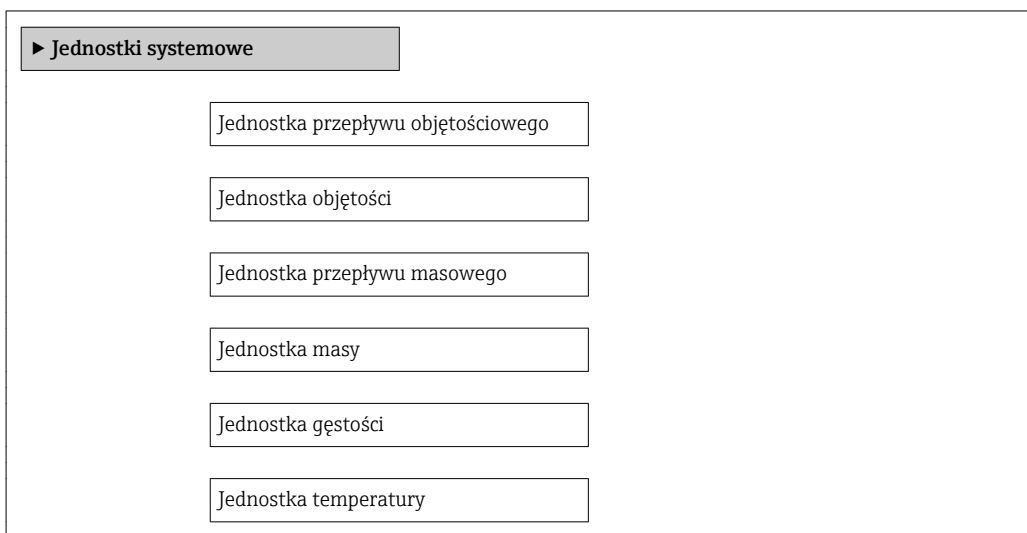 ▶ Jednostki systemowe
Jednostka przepływu objętościowego
Jednostka objętości
Jednostka przepływu masowego
Jednostka masy
Jednostka gęstości
Jednostka temperatury